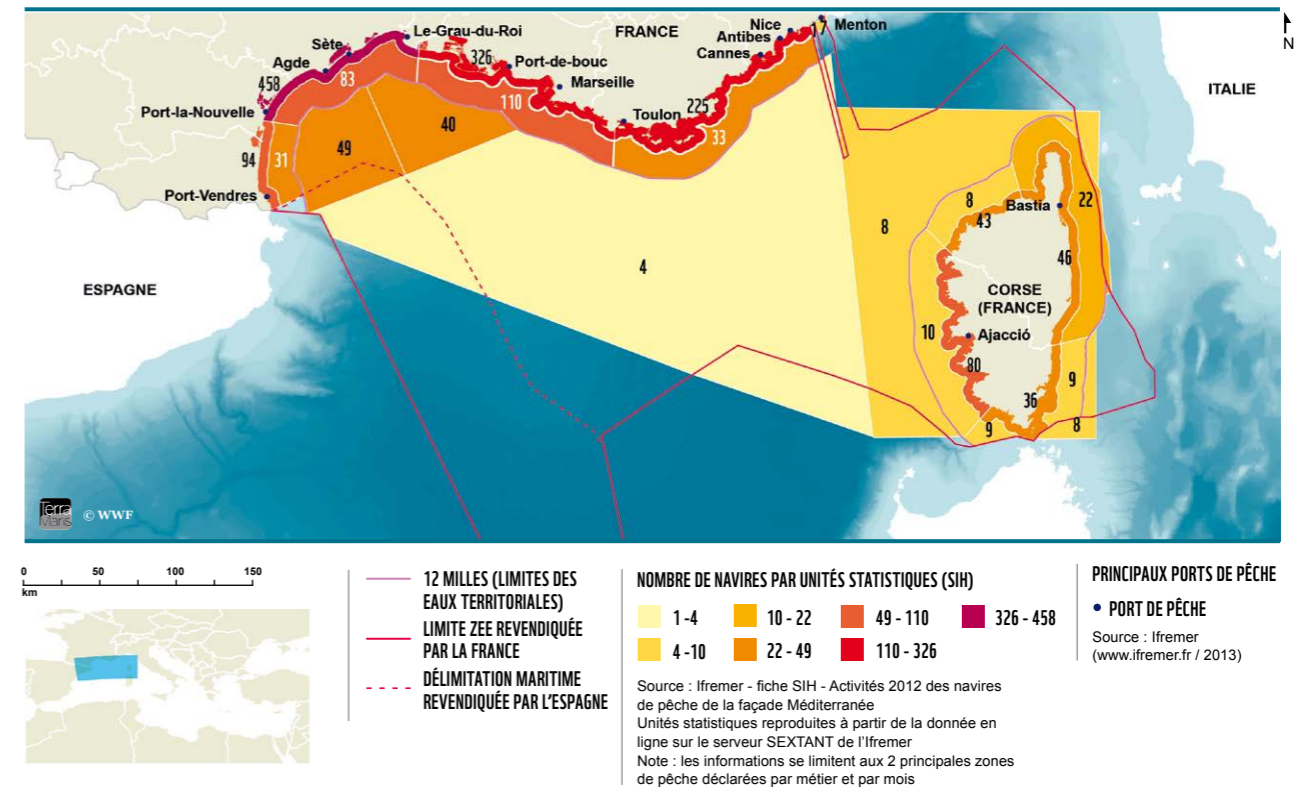 Nice
17
Menton
N
Le-Grau-du-Roi
FRANCE
Antibes
Sète
326
Cannes
Agde
83
Port-de-bouc
ITALIE
458
Marseille
Port-la-Nouvelle
110
225
Toulon
40
33
49
94
31
Port-Vendres
8
Bastia
22
43
8
46
4
ESPAGNE
CORSE
(FRANCE)
10
Ajacció
80
9
36
9
8
Terra
Maris
© WWF
0 50 100 150
km
12 MILLES (LIMITES DES
EAUX TERRITORIALES)
LIMITE ZEE REVENDIQUÉE
PAR LA FRANCE
DÉLIMITATION MARITIME
REVENDIQUÉE PAR L'ESPAGNE
NOMBRE DE NAVIRES PAR UNITÉS STATISTIQUES (SIH)
1 -4 10 - 22 49 - 110 326 - 458
4 -10 22 - 49 110 - 326
Source : Ifremer - fiche SIH - Activités 2012 des navires
de pêche de la façade Méditerranée
Unités statistiques reproduites à partir de la donnée en
ligne sur le serveur SEXTANT de l'Ifremer
Note : les informations se limitent aux 2 principales zones
de pêche déclarées par métier et par mois
PRINCIPAUX PORTS DE PÊCHE
PORT DE PÊCHE
Source : Ifremer
(www.ifremer.fr / 2013)